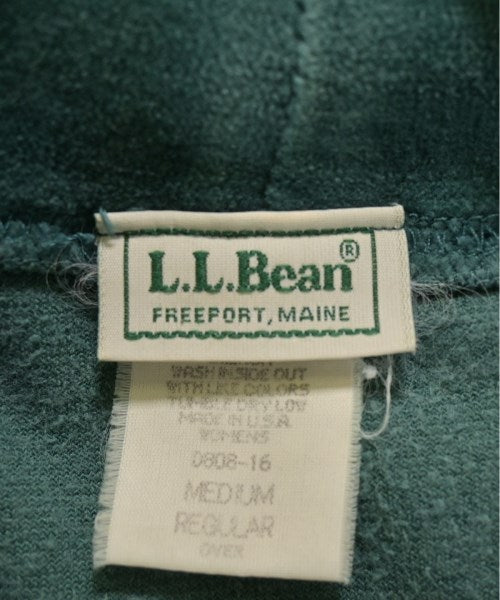 L.L.Bean®
FREEPORT, MAINE
WASH INSIDE OUT
WITH LIKE COLORS
TUMBLE DRY LOW
MADE IN U.S.A
WOMENS
0808-16
MEDIUM
REGULAR
OVER